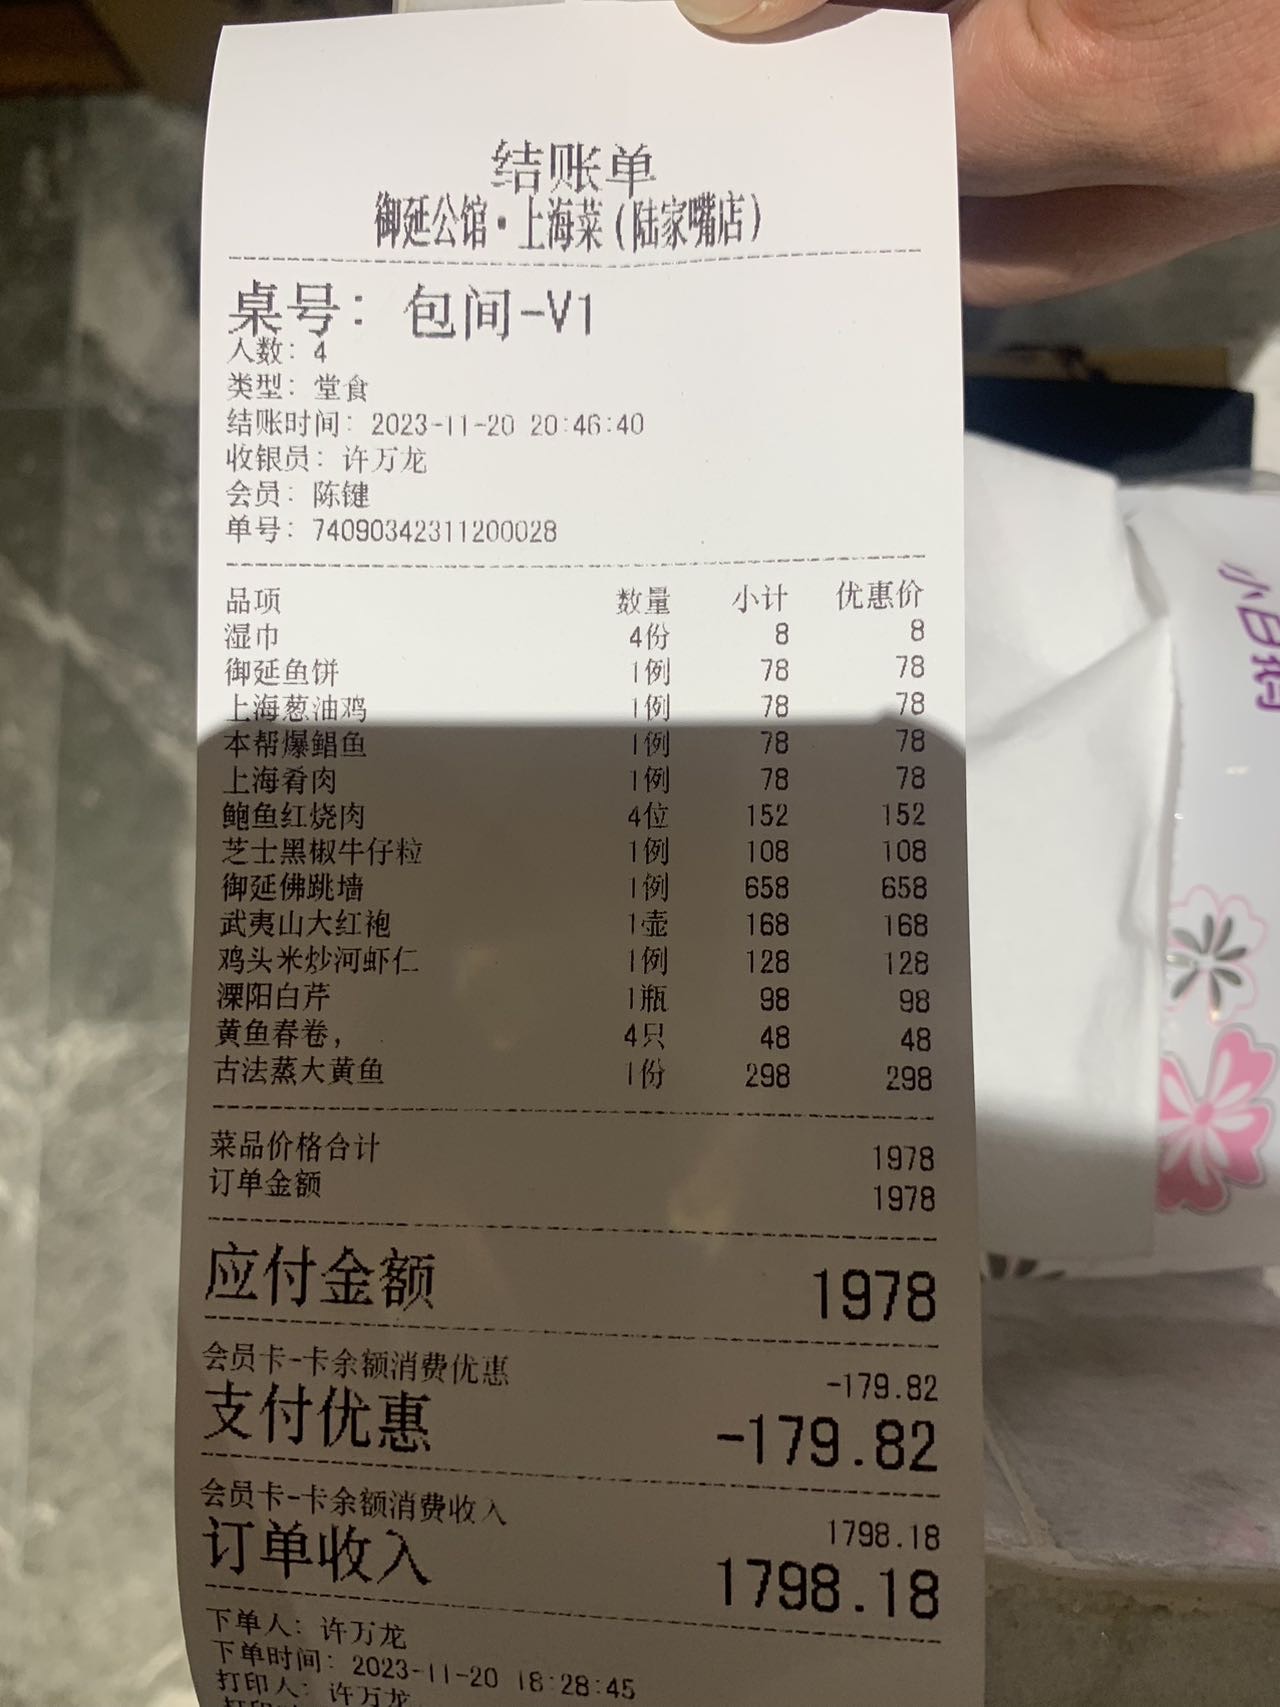 结账单
御延公馆·上海菜(陆家嘴店)
桌号: 包间-V1
人数: 4
类型: 堂食
结账时间: 2023-11-20 20:46:40
收银员: 许万龙
会员: 陈键
单号: 74090342311200028
品项 数量 小计 优惠价
湿巾 4份 8 8
御延鱼饼 1例 78 78
上海葱油鸡 1例 78 78
本帮爆鲳鱼 1例 78 78
上海肴肉 1例 78 78
鲍鱼红烧肉 4位 152 152
芝士黑椒牛仔粒 1例 108 108
御延佛跳墙 1例 658 658
武夷山大红袍 1壶 168 168
鸡头米炒河虾仁 1例 128 128
溧阳白芹 1瓶 98 98
黄鱼春卷, 4只 48 48
古法蒸大黄鱼 1份 298 298
菜品价格合计 1978
订单金额 1978
应付金额 1978
会员卡-卡余额消费优惠 -179.82
支付优惠 -179.82
会员卡-卡余额消费收入 1798.18
订单收入 1798.18
下单人: 许万龙
下单时间: 2023-11-20 18:28:45
打印人: 许万龙
小白